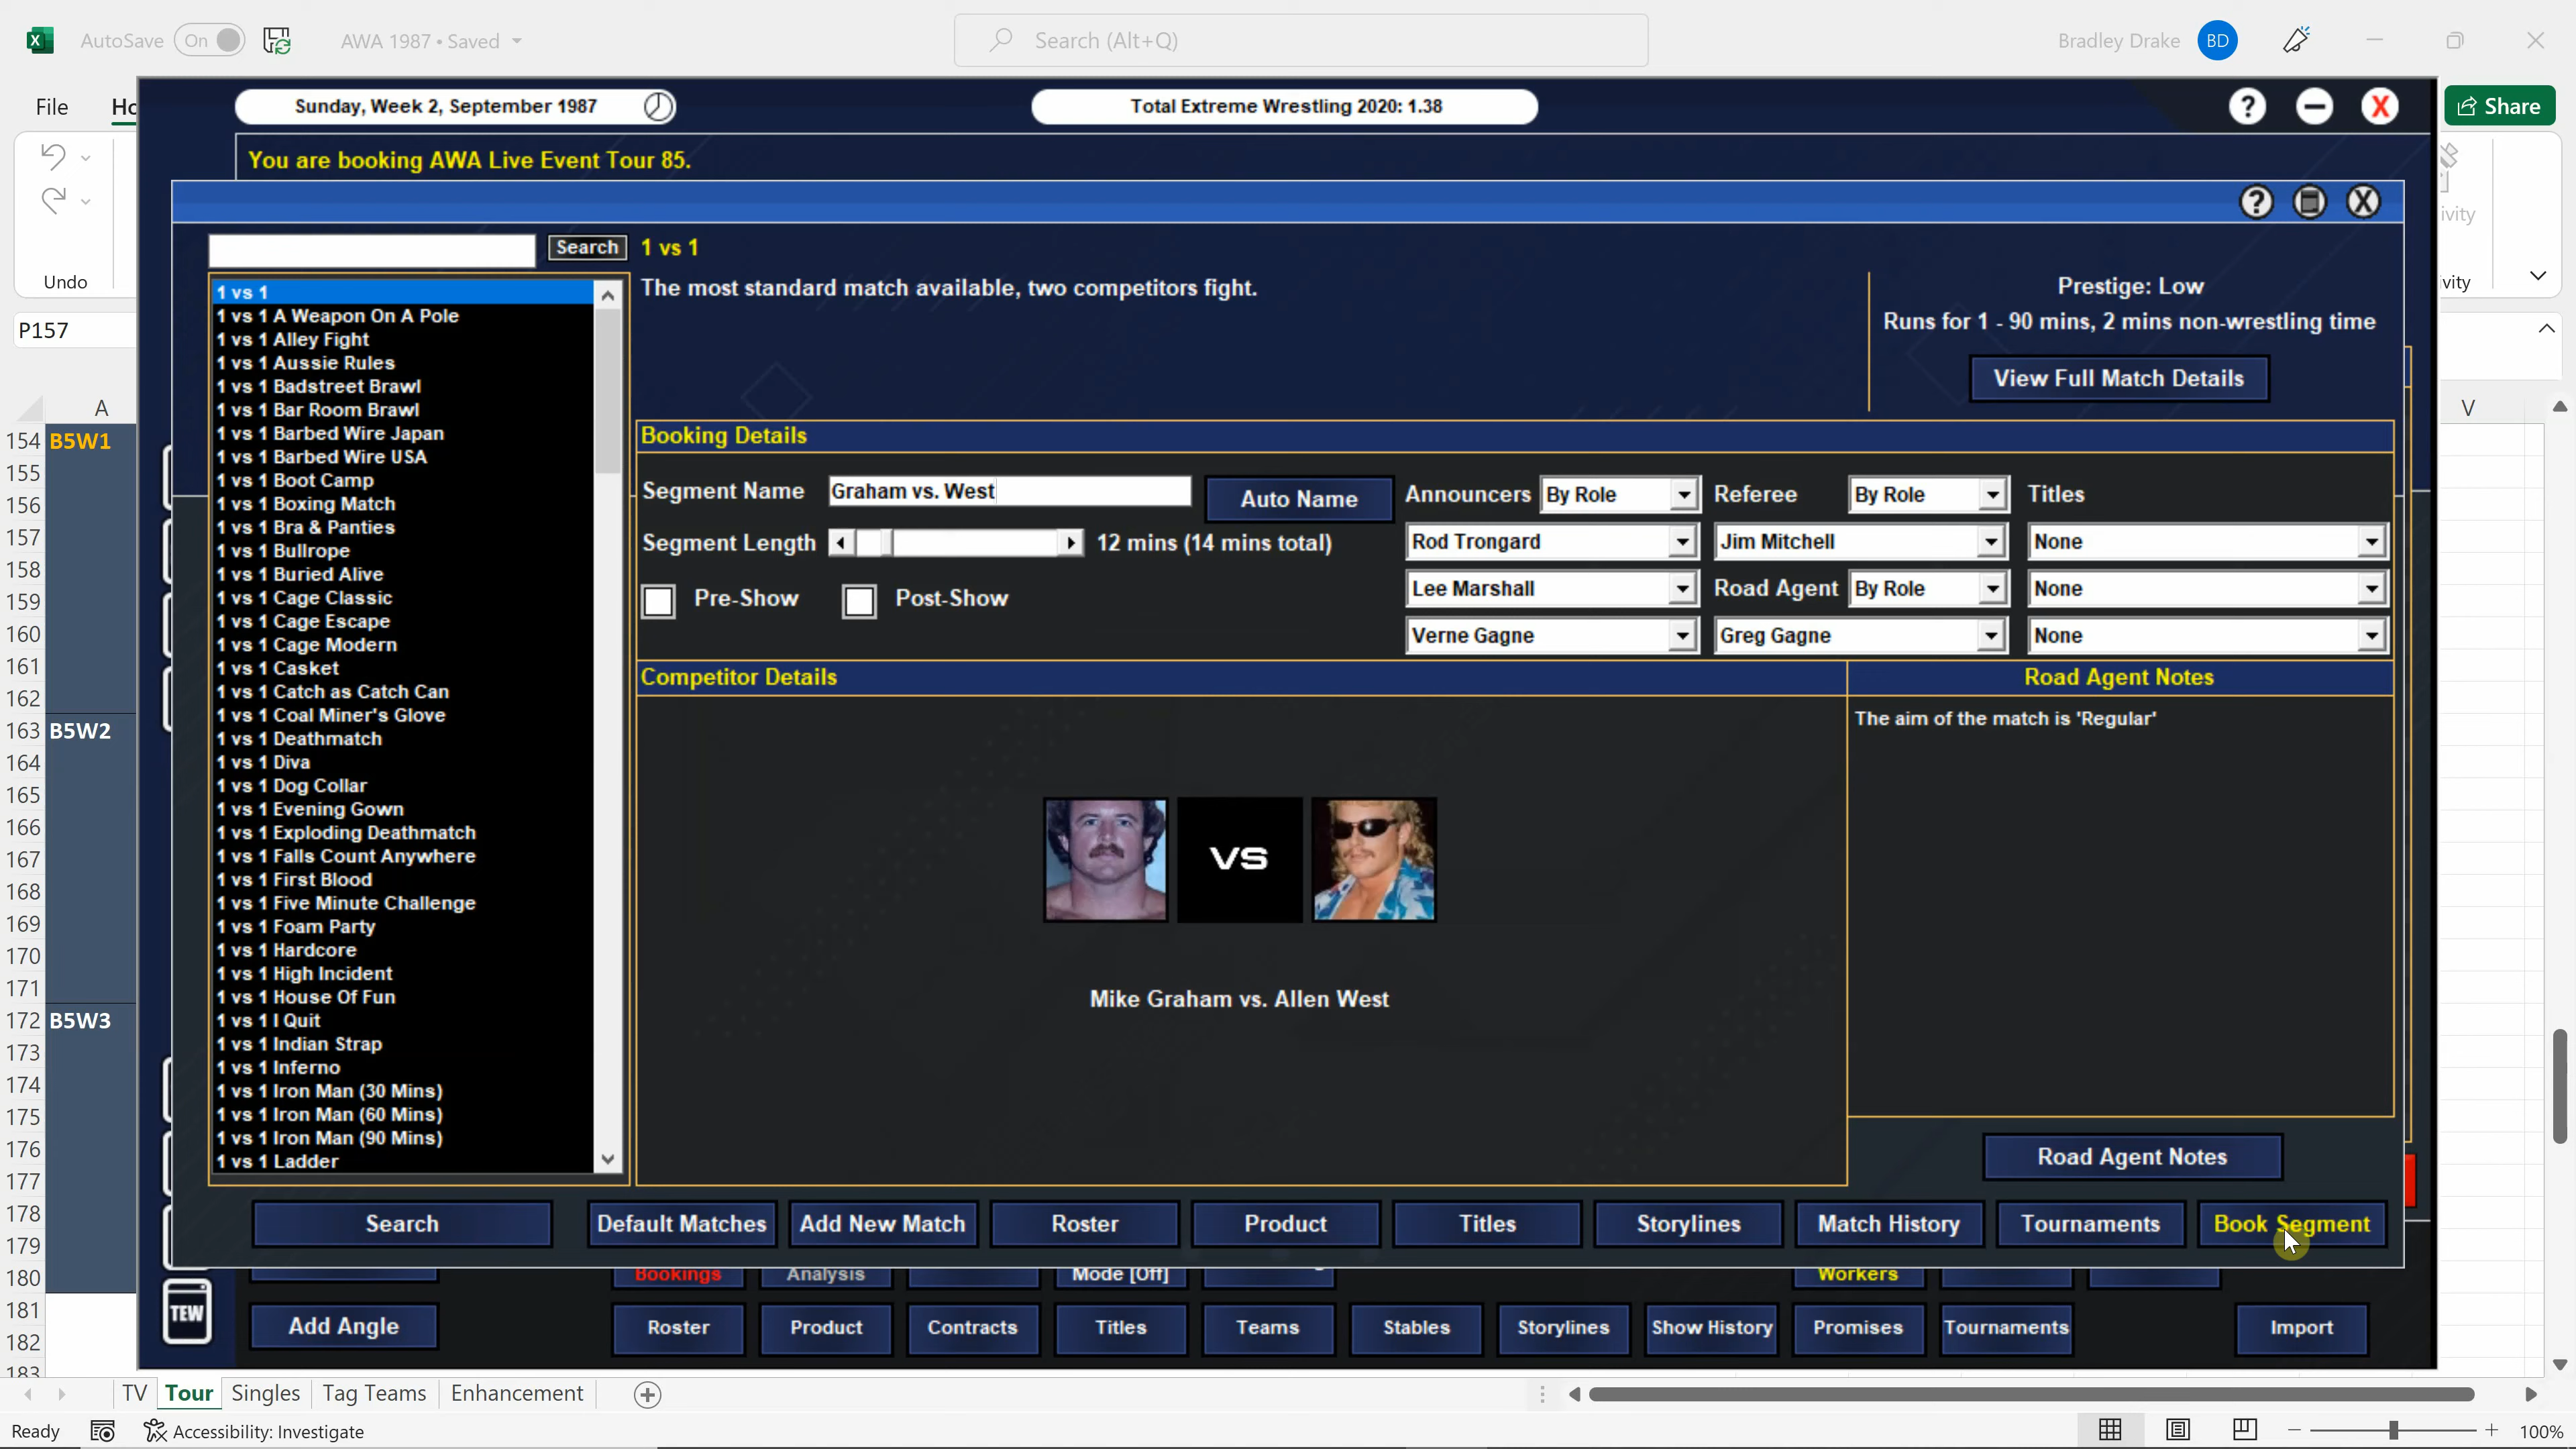 AutoSave On AWA 1987 • Saved Search (Alt+Q) Bradley Drake BD
File Ho Share
Sunday, Week 2, September 1987 Total Extreme Wrestling 2020: 1.38 ? X
You are booking AWA Live Event Tour 85.
? X
Undo
ivity
vity
P157
A V
154 B5W1
155
156
157
158
159
160
161
162
163 B5W2
164
165
166
167
168
169
170
171
172 B5W3
173
174
175
176
177
178
179
180
181
182
183
Search
1 vs 1
1 vs 1 A Weapon On A Pole
1 vs 1 Alley Fight
1 vs 1 Aussie Rules
1 vs 1 Badstreet Brawl
1 vs 1 Bar Room Brawl
1 vs 1 Barbed Wire Japan
1 vs 1 Barbed Wire USA
1 vs 1 Boot Camp
1 vs 1 Boxing Match
1 vs 1 Bra & Panties
1 vs 1 Bullrope
1 vs 1 Buried Alive
1 vs 1 Cage Classic
1 vs 1 Cage Escape
1 vs 1 Cage Modern
1 vs 1 Casket
1 vs 1 Catch as Catch Can
1 vs 1 Coal Miner's Glove
1 vs 1 Deathmatch
1 vs 1 Diva
1 vs 1 Dog Collar
1 vs 1 Evening Gown
1 vs 1 Exploding Deathmatch
1 vs 1 Falls Count Anywhere
1 vs 1 First Blood
1 vs 1 Five Minute Challenge
1 vs 1 Foam Party
1 vs 1 Hardcore
1 vs 1 High Incident
1 vs 1 House Of Fun
1 vs 1 I Quit
1 vs 1 Indian Strap
1 vs 1 Inferno
1 vs 1 Iron Man (30 Mins)
1 vs 1 Iron Man (60 Mins)
1 vs 1 Iron Man (90 Mins)
1 vs 1 Ladder
1 vs 1
The most standard match available, two competitors fight.
Prestige: Low
Runs for 1 - 90 mins, 2 mins non-wrestling time
View Full Match Details
Booking Details
Segment Name Graham vs. West Auto Name Announcers By Role Referee By Role Titles
Segment Length 12 mins (14 mins total) Rod Trongard Jim Mitchell None
Pre-Show Post-Show Lee Marshall Road Agent By Role None
Verne Gagne Greg Gagne None
Competitor Details Road Agent Notes
The aim of the match is 'Regular'
VS
Mike Graham vs. Allen West
Road Agent Notes
Search Default Matches Add New Match Roster Product Titles Storylines Match History Tournaments Book Segment
Bookings Analysis Mode [Off] Workers
TEW Add Angle Roster Product Contracts Titles Teams Stables Storylines Show History Promises Tournaments Import
TV Tour Singles Tag Teams Enhancement
Ready Accessibility: Investigate 100%